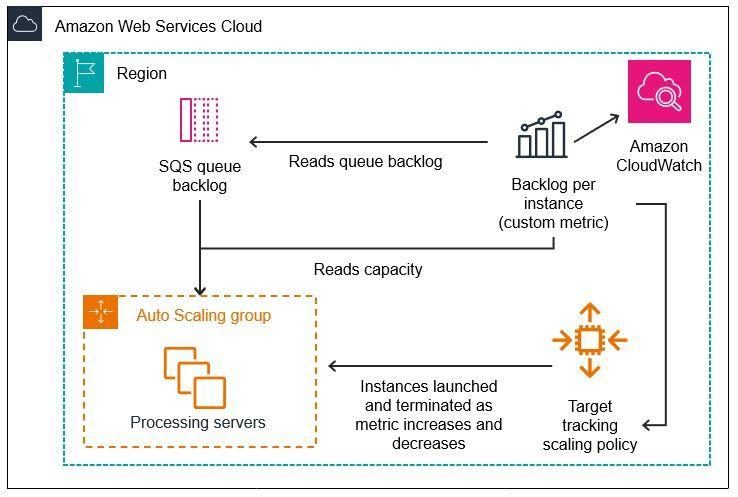 Amazon Web Services Cloud
Region
SQS queue
backlog
Reads queue backlog
Backlog per
instance
(custom metric)
Amazon
CloudWatch
Reads capacity
Auto Scaling group
Processing servers
Instances launched
and terminated as
metric increases and
decreases
Target
tracking
scaling policy